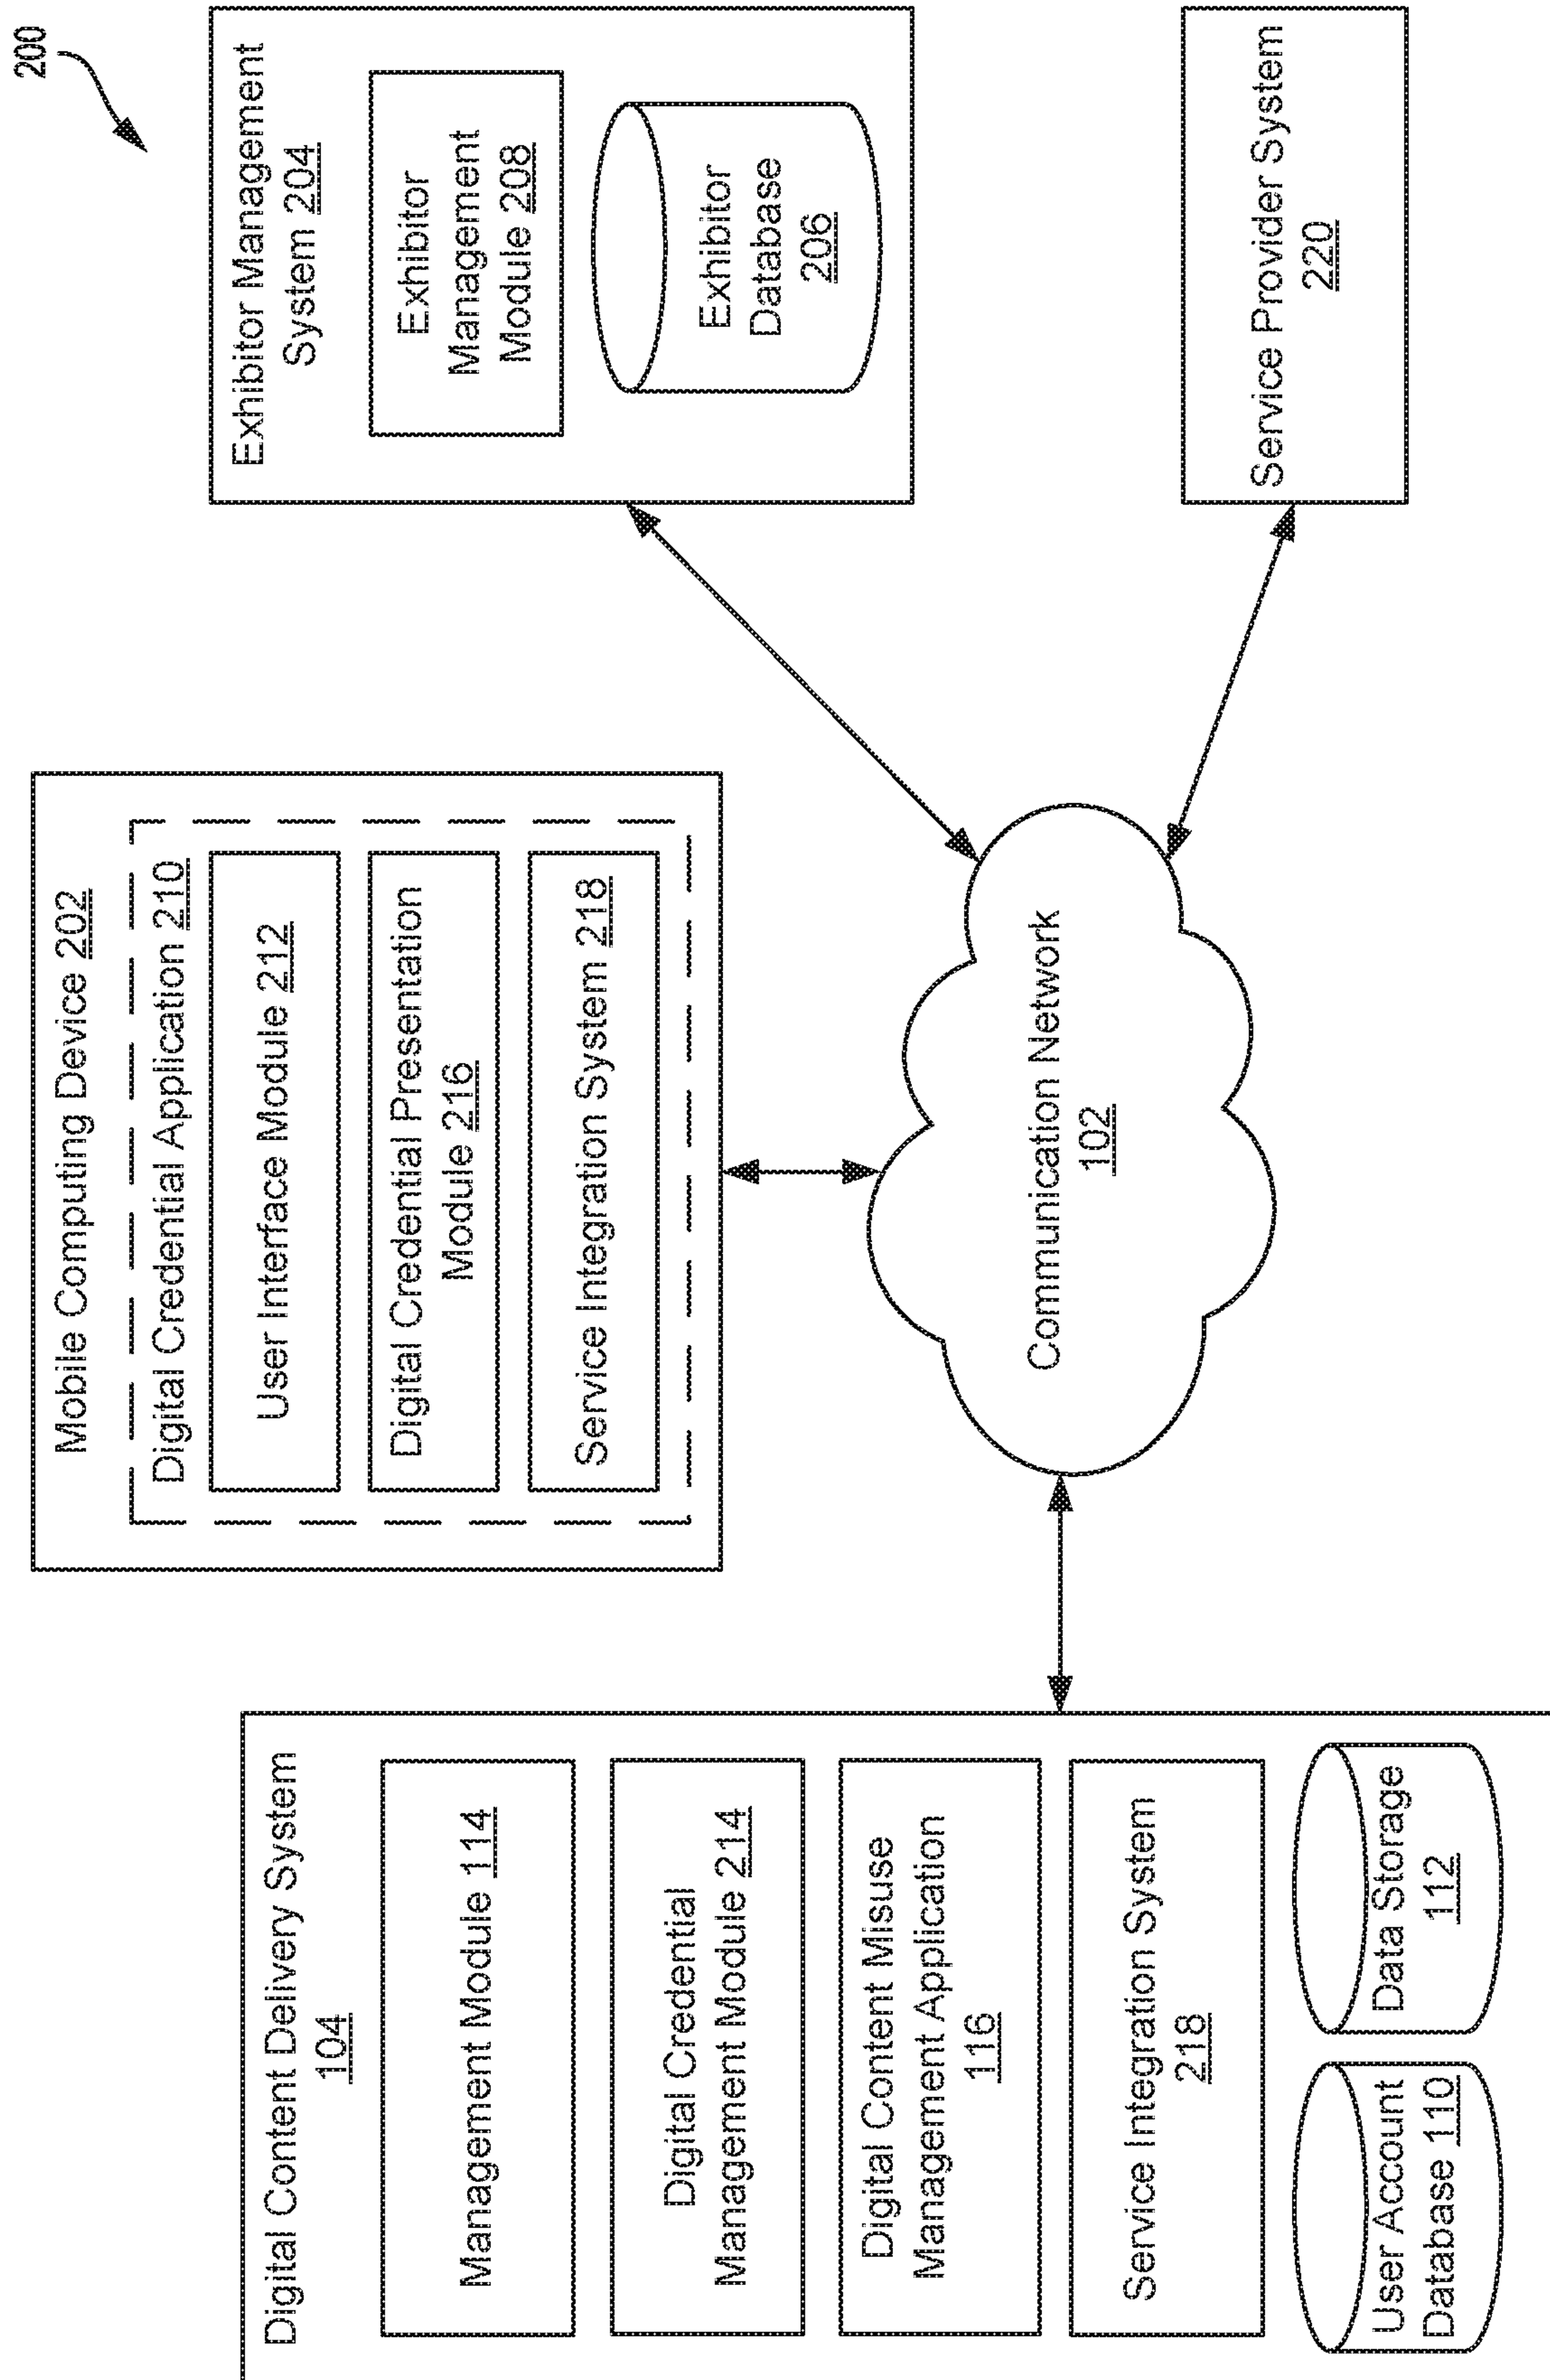 200
Digital Content Delivery System
104
Management Module 114
Digital Credential
Management Module 214
Digital Content Misuse
Management Application
116
Service Integration System
218
User Account
Database 110
Data Storage
112
Mobile Computing Device 202
Digital Credential Application 210
User Interface Module 212
Digital Credential Presentation
Module 216
Service Integration System 218
Communication Network
102
Exhibitor Management
System 204
Exhibitor
Management
Module 208
Exhibitor
Database
206
Service Provider System
220